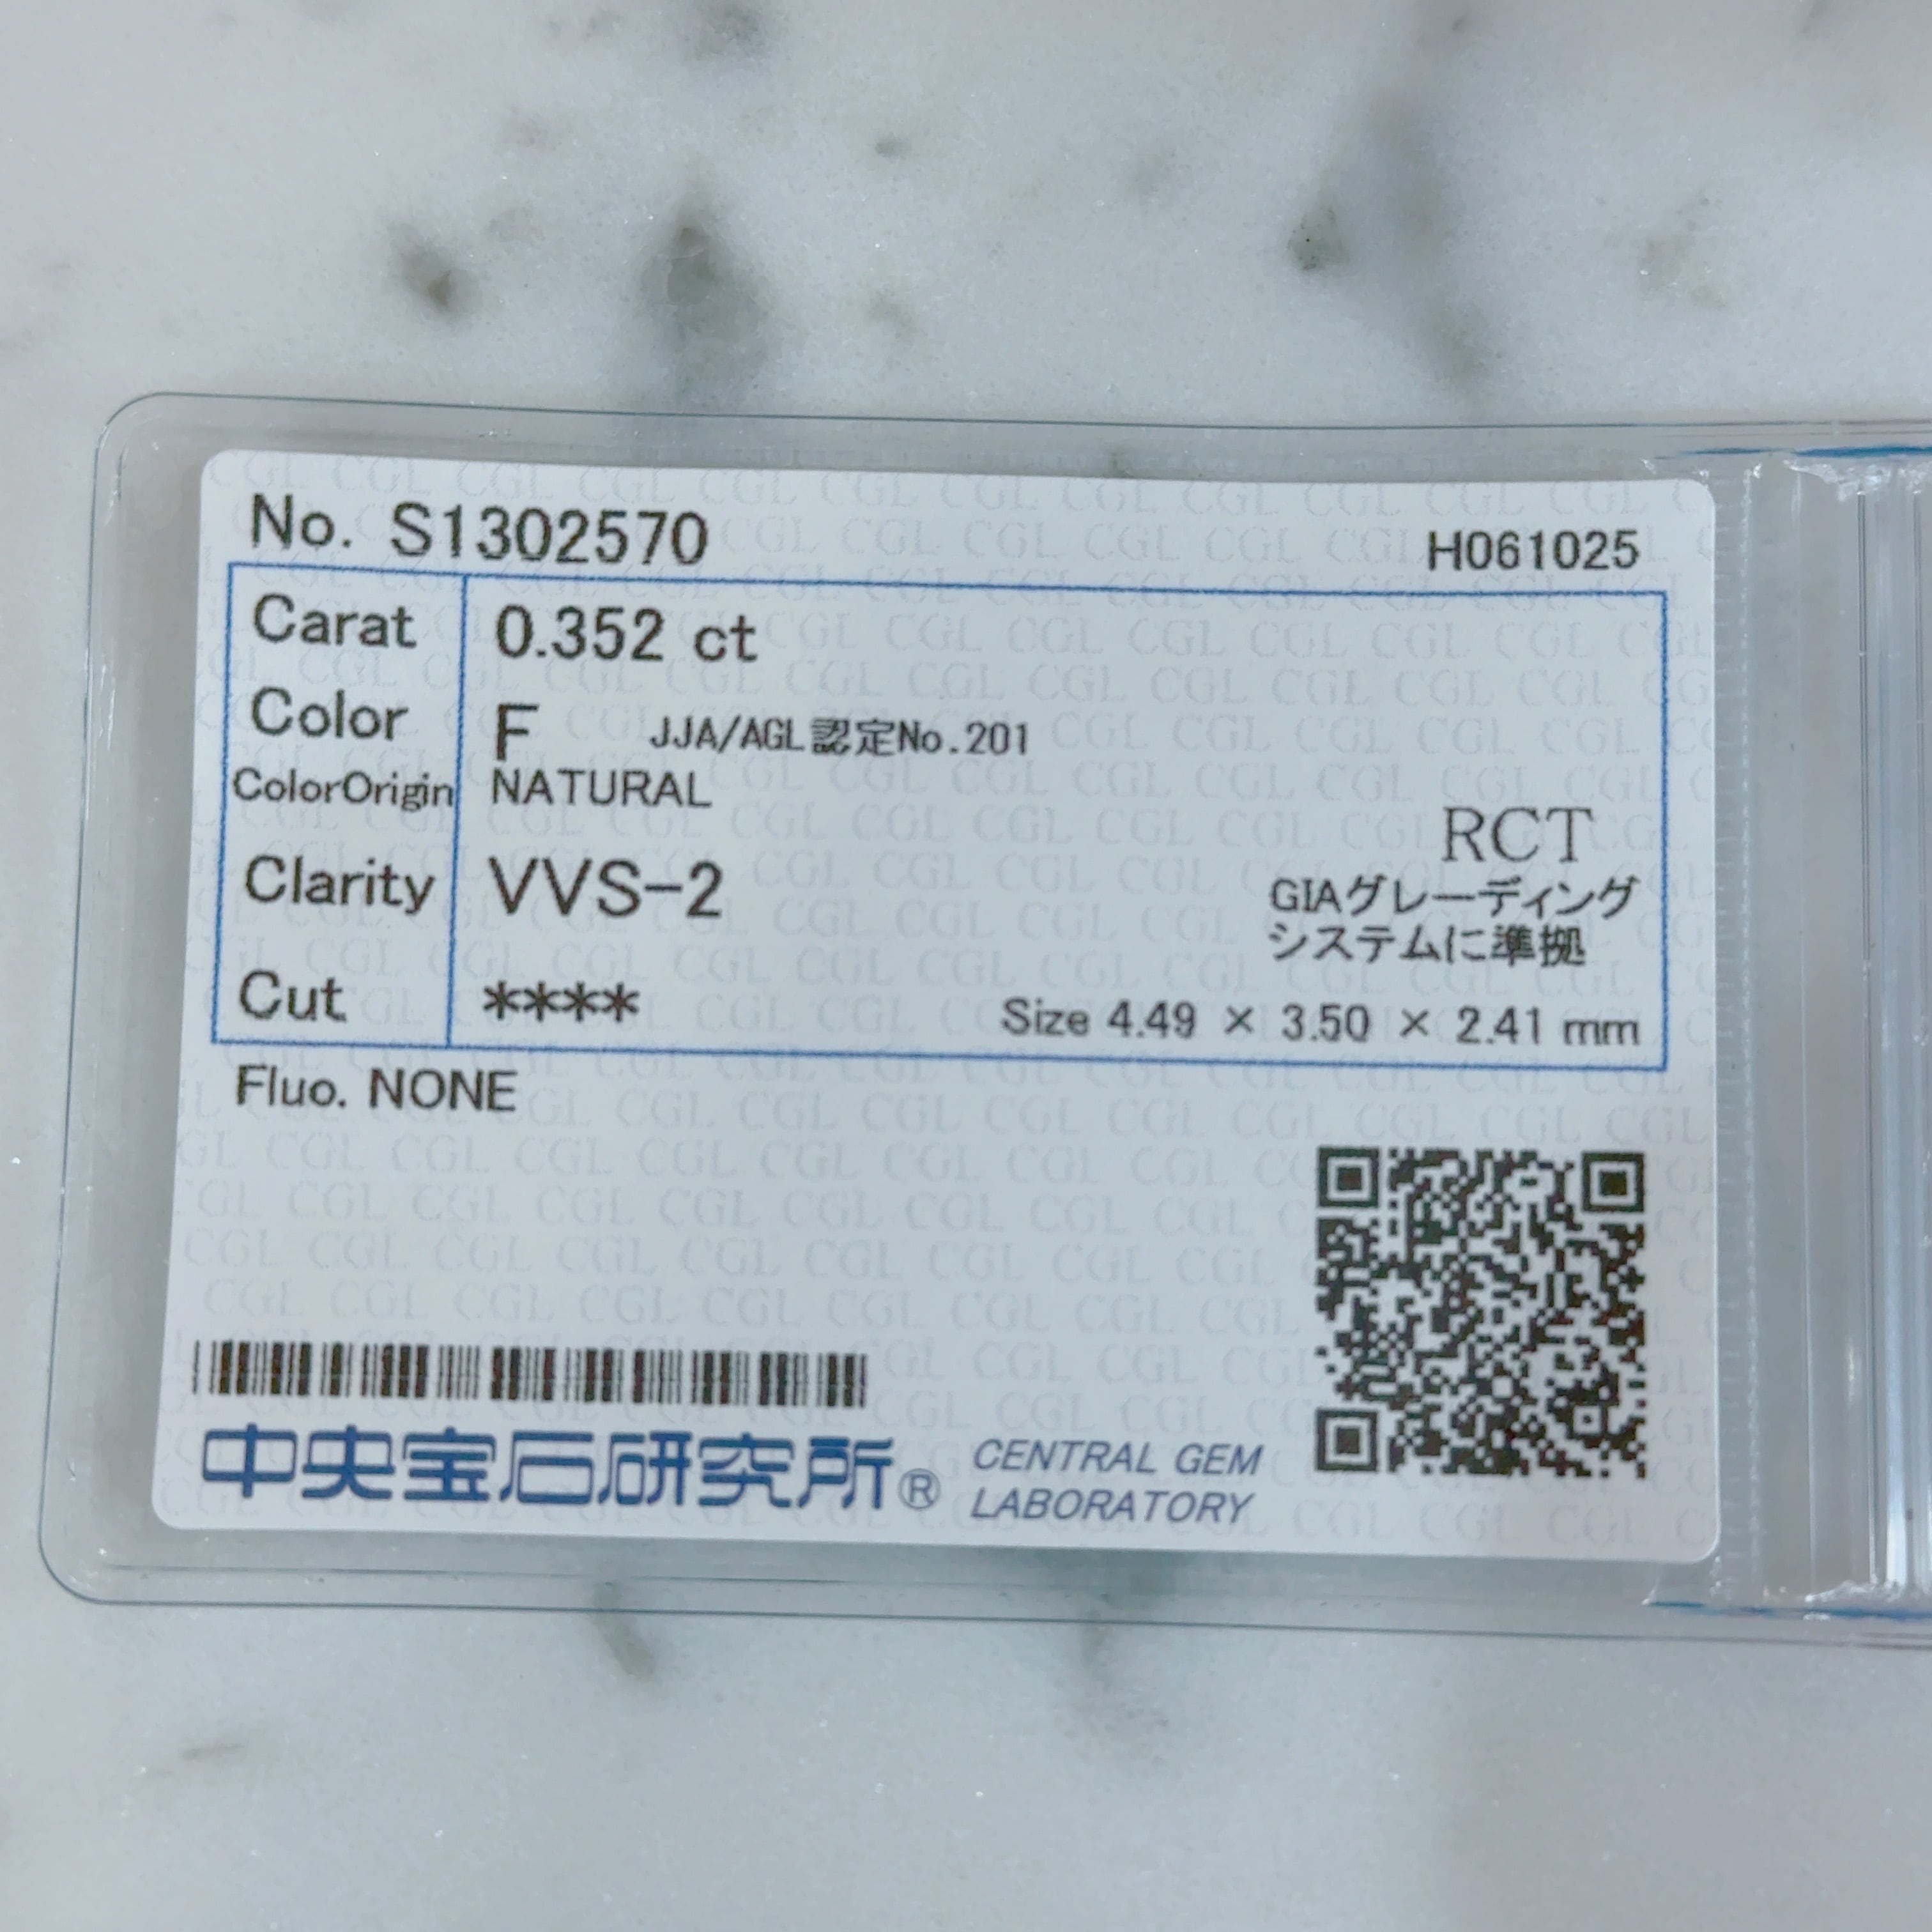 No. S1302570 H061025
Carat 0.352 ct
Color F JJA/AGL認定No.201
ColorOrigin NATURAL
RCT
Clarity VVS-2
GIAグレーディング
システムに準拠
Cut ****
Size 4.49 × 3.50 × 2.41 mm
Fluo. NONE
中央宝石研究所®
CENTRAL GEM
LABORATORY